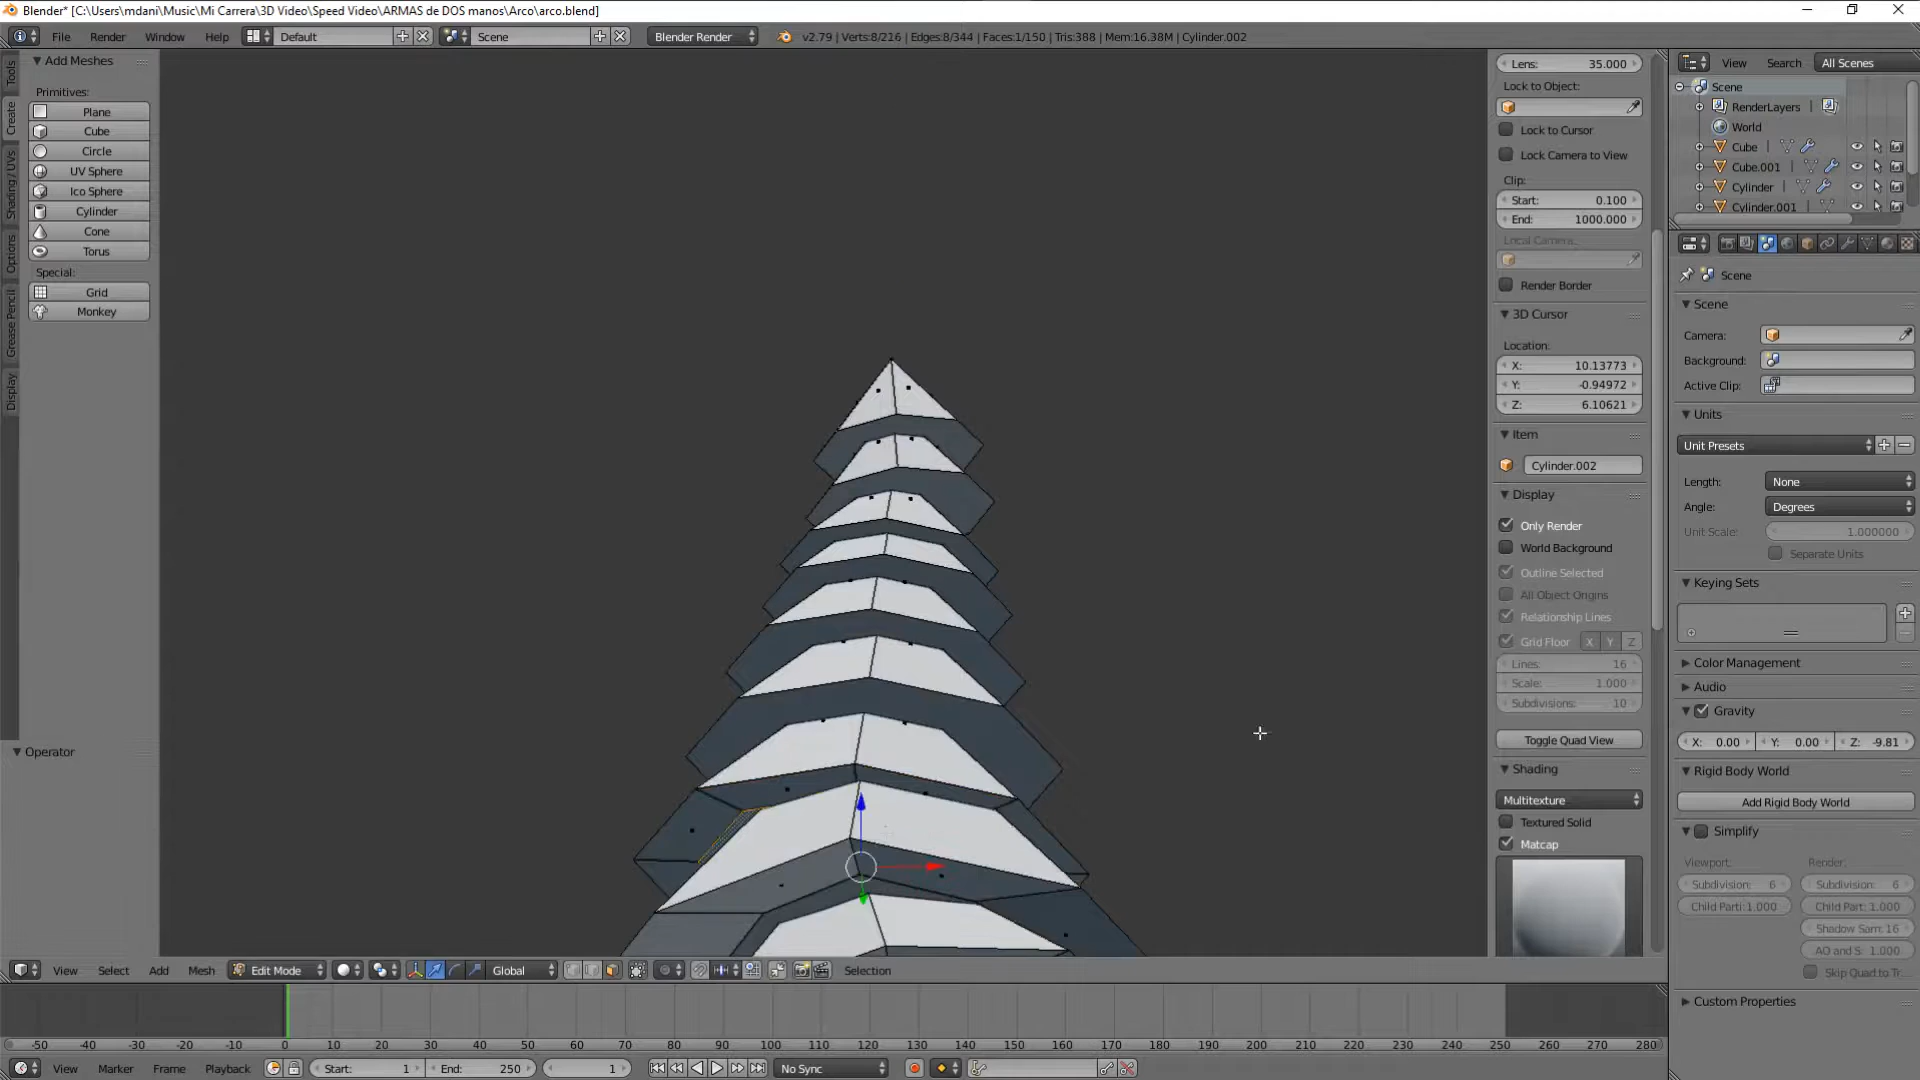 Blender* [C:\Users\mdani\Music\Mi Carrera\3D Video\Speed Video\ARMAS de DOS manos\Arco\arco.blend]
File Render Window Help Default Scene Blender Render v2.79 | Verts:8/216 | Edges:8/344 | Faces:1/150 | Tris:388 | Mem:16.38M | Cylinder.002
Tools
Create
Shading / UVs
Options
Grease Pencil
Display
Add Meshes
Primitives:
Plane
Cube
Circle
UV Sphere
Ico Sphere
Cylinder
Cone
Torus
Special:
Grid
Monkey
Operator
Lens: 35.000
Lock to Object:
Lock to Cursor
Lock Camera to View
Clip:
Start: 0.100
End: 1000.000
Local Camera:
Render Border
3D Cursor
Location:
X: 10.13773
Y: -0.94972
Z: 6.10621
Item
Cylinder.002
Display
Only Render
World Background
Outline Selected
All Object Origins
Relationship Lines
Grid Floor X Y Z
Lines: 16
Scale: 1.000
Subdivisions: 10
Toggle Quad View
Shading
Multitexture
Textured Solid
Matcap
View Search All Scenes
Scene
RenderLayers
World
Cube
Cube.001
Cylinder
Cylinder.001
Scene
Scene
Camera:
Background:
Active Clip:
Units
Unit Presets
Length: None
Angle: Degrees
Unit Scale: 1.000000
Separate Units
Keying Sets
Color Management
Audio
Gravity
X: 0.00 Y: 0.00 Z: -9.81
Rigid Body World
Add Rigid Body World
Simplify
Viewport: Render:
Subdivision: 6 Subdivision: 6
Child Parti:1.000 Child Part: 1.000
Shadow Sam: 16
AO and S: 1.000
Skip Quad to Tr...
Custom Properties
View Select Add Mesh Edit Mode Global Selection
-50 -40 -30 -20 -10 0 10 20 30 40 50 60 70 80 90 100 110 120 130 140 150 160 170 180 190 200 210 220 230 240 250 260 270 280
View Marker Frame Playback Start: 1 End: 250 1 No Sync